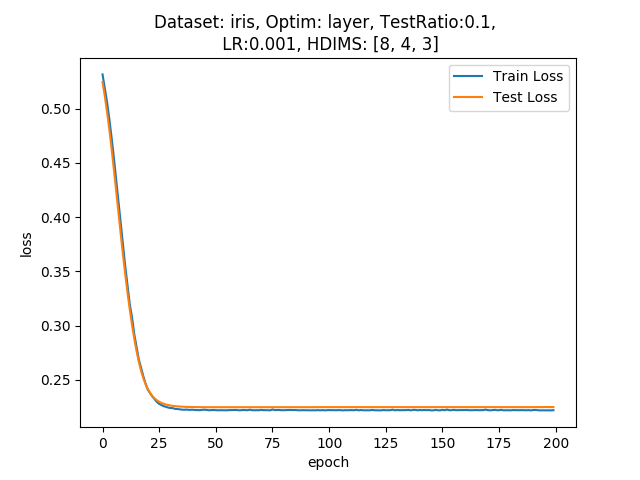 Dataset: iris, Optim: layer, TestRatio:0.1,
LR:0.001, HDIMS: [8, 4, 3]
Train Loss
Test Loss
0.50
0.45
0.40
0.35
0.30
0.25
loss
0 25 50 75 100 125 150 175 200
epoch